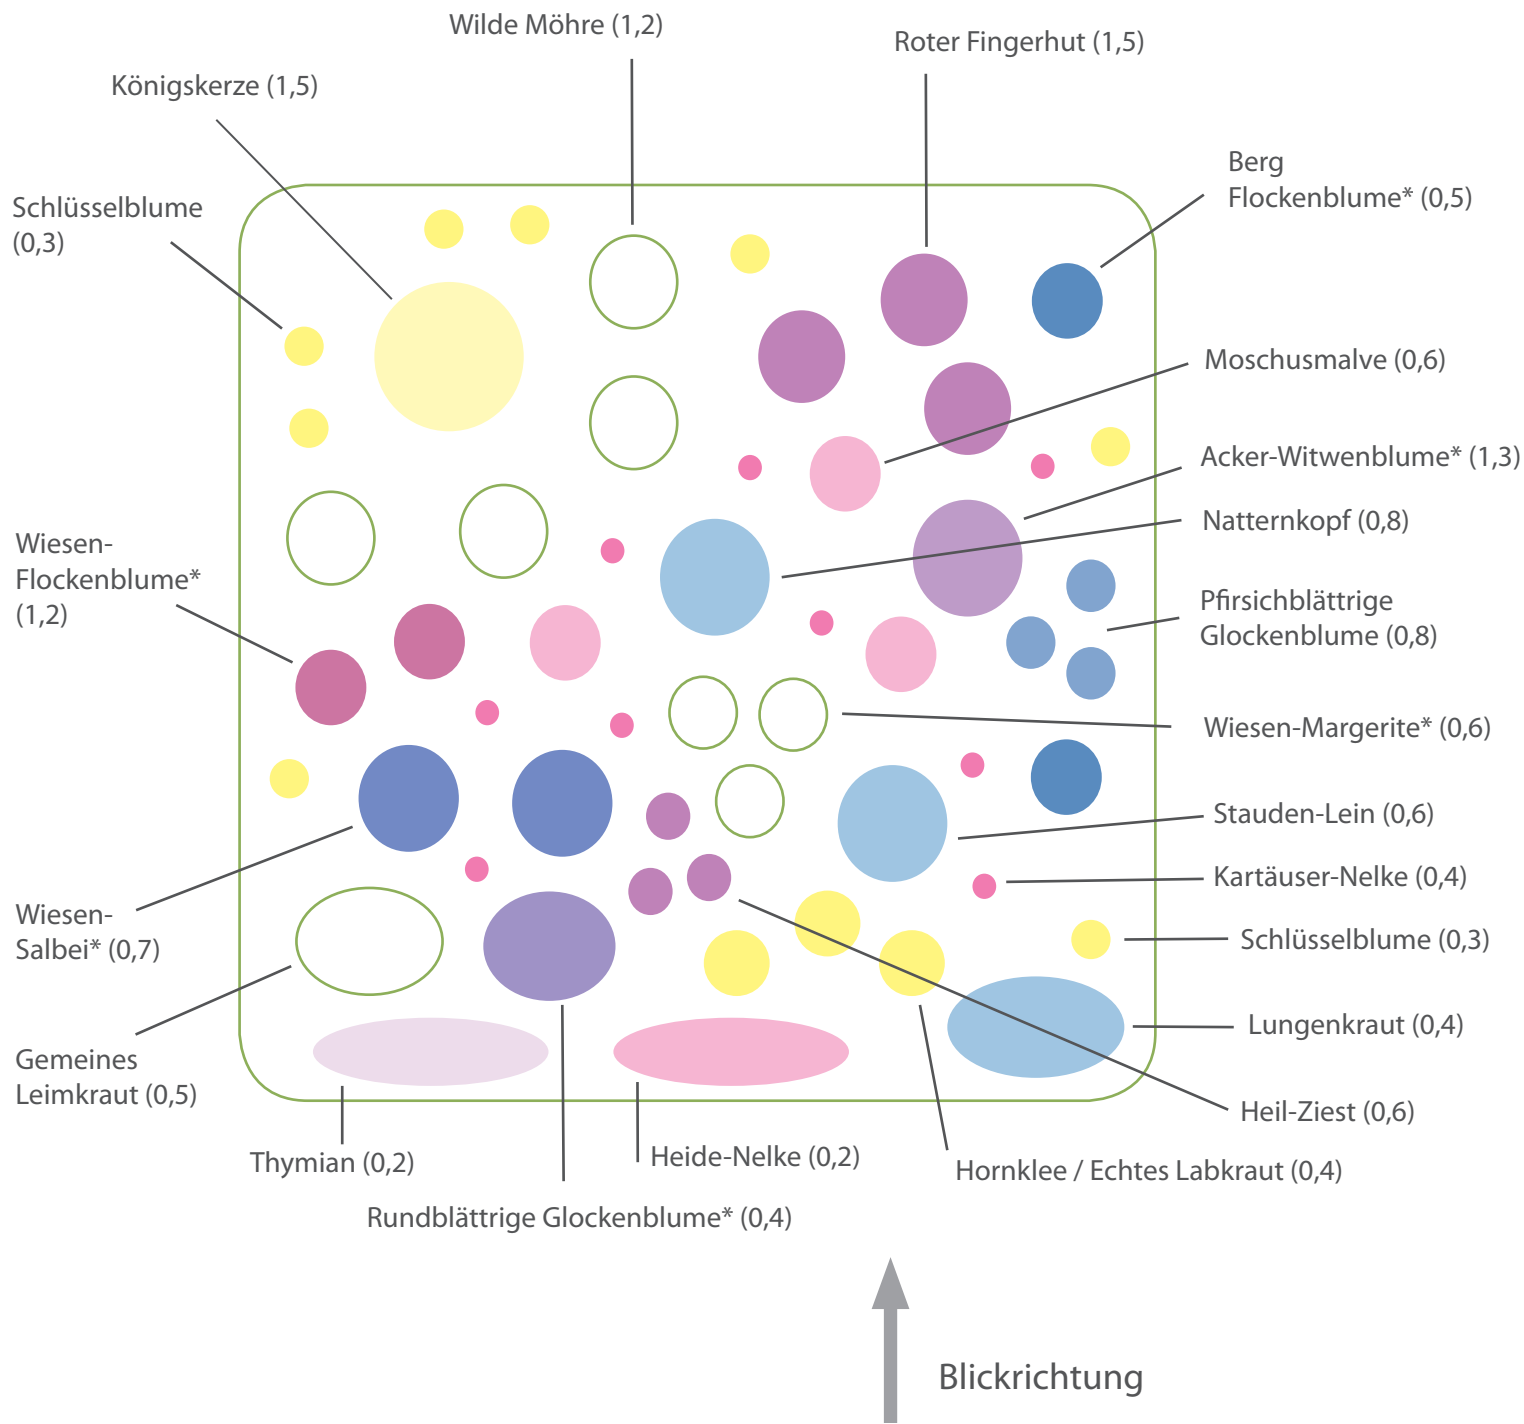 Wilde Möhre (1,2)
Roter Fingerhut (1,5)
Königskerze (1,5)
Berg
Flockenblume* (0,5)
Schlüsselblume
(0,3)
Moschusmalve (0,6)
Acker-Witwenblume* (1,3)
Natternkopf (0,8)
Wiesen-
Flockenblume*
(1,2)
Pfirsichblättrige
Glockenblume (0,8)
Wiesen-Margerite* (0,6)
Stauden-Lein (0,6)
Kartäuser-Nelke (0,4)
Wiesen-
Salbei* (0,7)
Schlüsselblume (0,3)
Lungenkraut (0,4)
Gemeines
Leimkraut (0,5)
Heil-Ziest (0,6)
Thymian (0,2)
Heide-Nelke (0,2)
Hornklee / Echtes Labkraut (0,4)
Rundblättrige Glockenblume* (0,4)
Blickrichtung